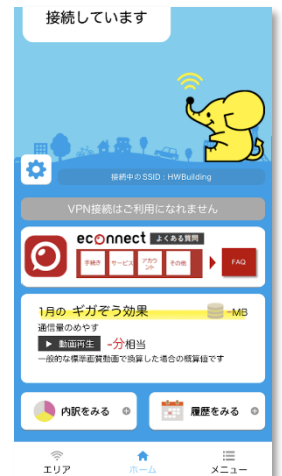 接続しています
接続中のSSID : HWBuilding
VPN接続はご利用になれません
econnect よくある質問
手続き サービス アカウント その他 FAQ
1月の ギガぞう効果 -MB
通信量のめやす
動画再生 -分相当
一般的な標準画質動画で換算した場合の概算値です
内訳をみる 履歴をみる
エリア ホーム メニュー